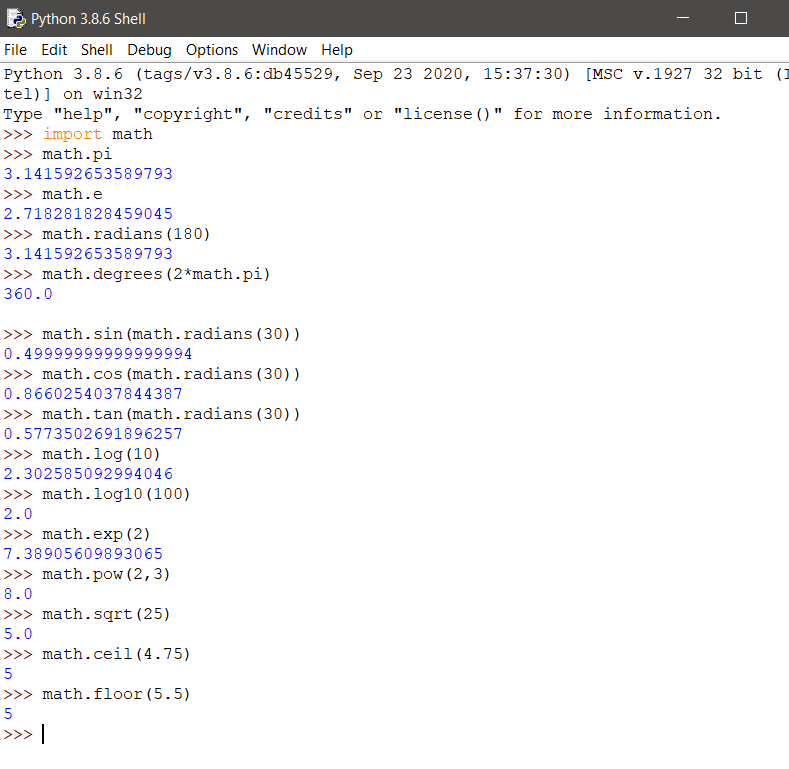 Python 3.8.6 Shell
File Edit Shell Debug Options Window Help
Python 3.8.6 (tags/v3.8.6:db45529, Sep 23 2020, 15:37:30) [MSC v.1927 32 bit (I
tel)] on win32
Type "help", "copyright", "credits" or "license()" for more information.
>>> import math
>>> math.pi
3.141592653589793
>>> math.e
2.718281828459045
>>> math.radians(180)
3.141592653589793
>>> math.degrees(2*math.pi)
360.0
>>> math.sin(math.radians(30))
0.49999999999999994
>>> math.cos(math.radians(30))
0.8660254037844387
>>> math.tan(math.radians(30))
0.5773502691896257
>>> math.log(10)
2.302585092994046
>>> math.log10(100)
2.0
>>> math.exp(2)
7.38905609893065
>>> math.pow(2,3)
8.0
>>> math.sqrt(25)
5.0
>>> math.ceil(4.75)
5
>>> math.floor(5.5)
5
>>>